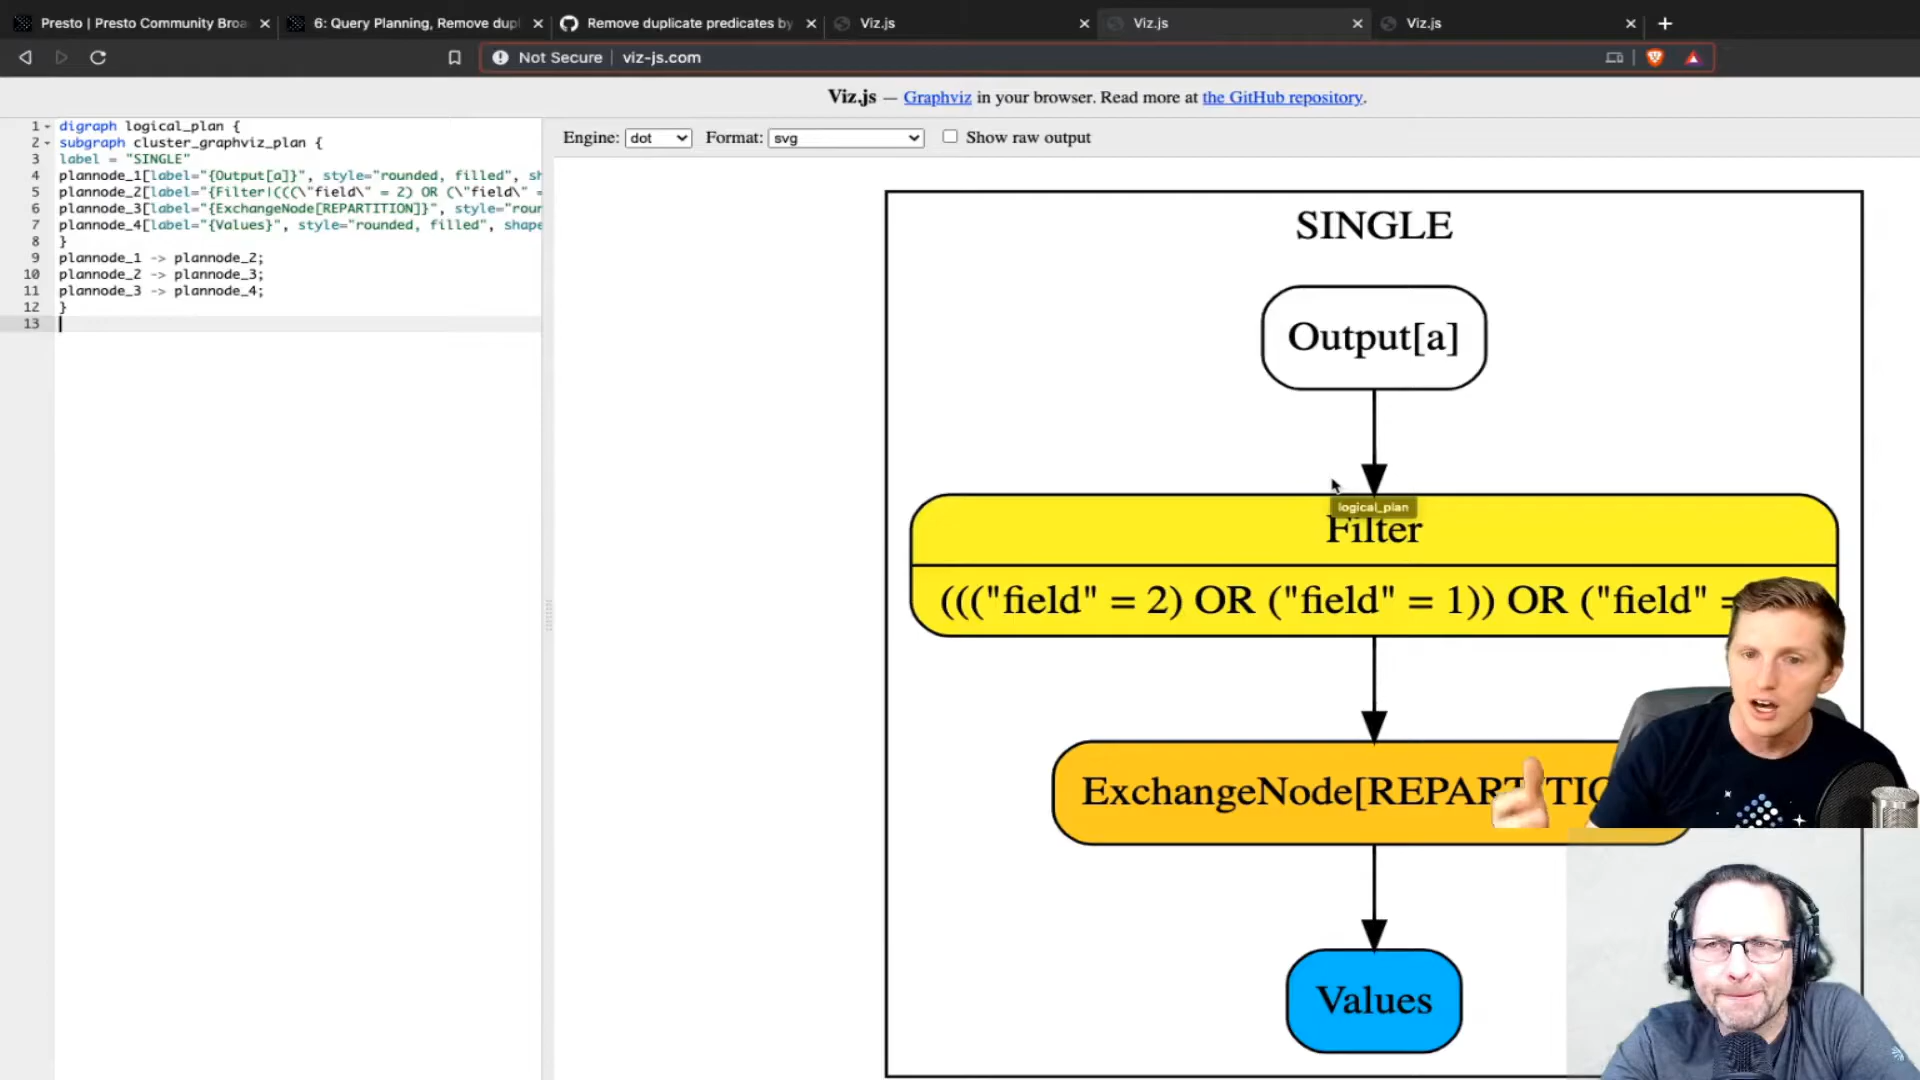 Presto | Presto Community Broa
6: Query Planning, Remove dupl
Remove duplicate predicates by
Viz.js
Viz.js
Viz.js
Not Secure | viz-js.com
Viz.js — Graphviz in your browser. Read more at the GitHub repository.
Engine: dot Format: svg Show raw output
1 digraph logical_plan {
2 subgraph cluster_graphviz_plan {
3 label = "SINGLE"
4 plannode_1[label="{Output[a]}", style="rounded, filled", sh
5 plannode_2[label="{Filter|(((\"field\" = 2) OR (\"field\" =
6 plannode_3[label="{ExchangeNode[REPARTITION]}", style="roun
7 plannode_4[label="{Values}", style="rounded, filled", shape
8 }
9 plannode_1 -> plannode_2;
10 plannode_2 -> plannode_3;
11 plannode_3 -> plannode_4;
12 }
13
SINGLE
Output[a]
logical_plan
Filter
((("field" = 2) OR ("field" = 1)) OR ("field" =
ExchangeNode[REPARTITIO
Values